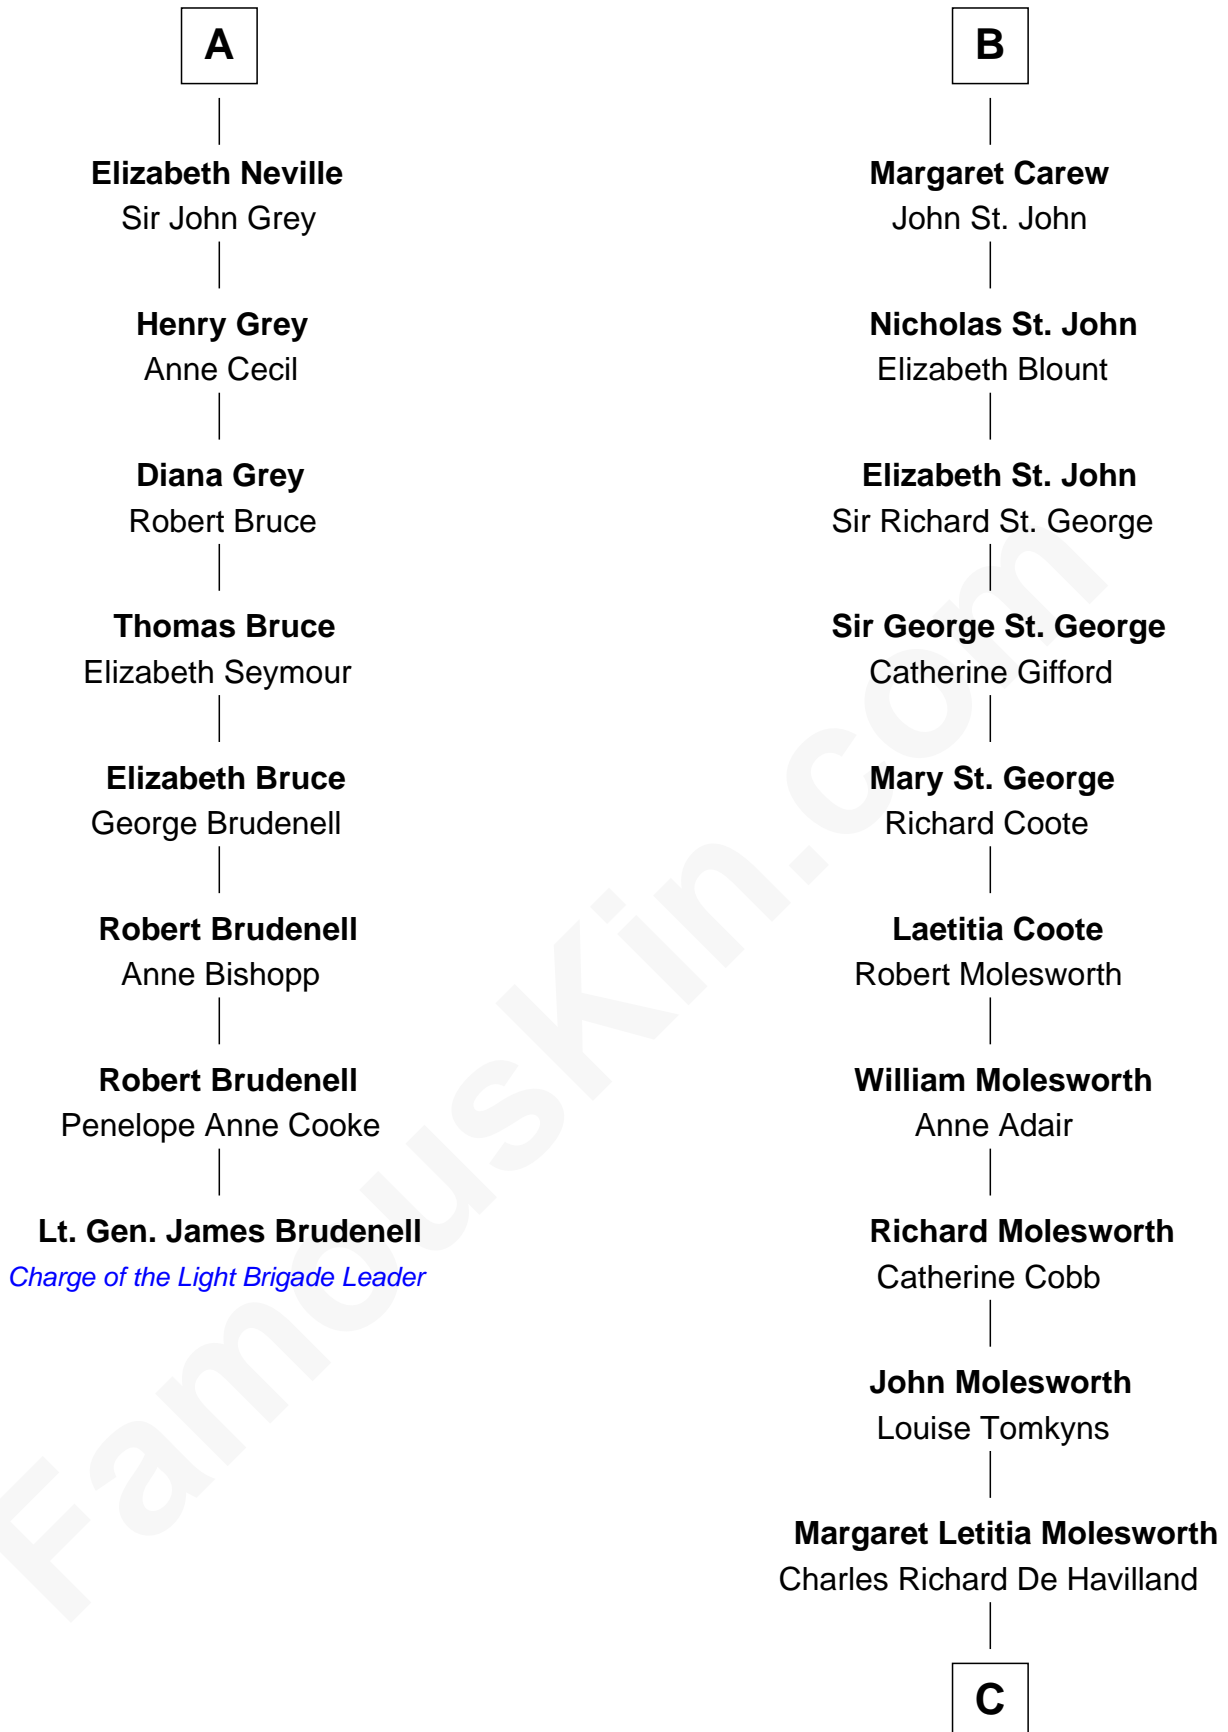 A
Elizabeth Neville
Sir John Grey
Henry Grey
Anne Cecil
Diana Grey
Robert Bruce
Thomas Bruce
Elizabeth Seymour
Elizabeth Bruce
George Brudenell
Robert Brudenell
Anne Bishopp
Robert Brudenell
Penelope Anne Cooke
Lt. Gen. James Brudenell
Charge of the Light Brigade Leader
B
Margaret Carew
John St. John
Nicholas St. John
Elizabeth Blount
Elizabeth St. John
Sir Richard St. George
Sir George St. George
Catherine Gifford
Mary St. George
Richard Coote
Laetitia Coote
Robert Molesworth
William Molesworth
Anne Adair
Richard Molesworth
Catherine Cobb
John Molesworth
Louise Tomkyns
Margaret Letitia Molesworth
Charles Richard De Havilland
C
FamousKin.com